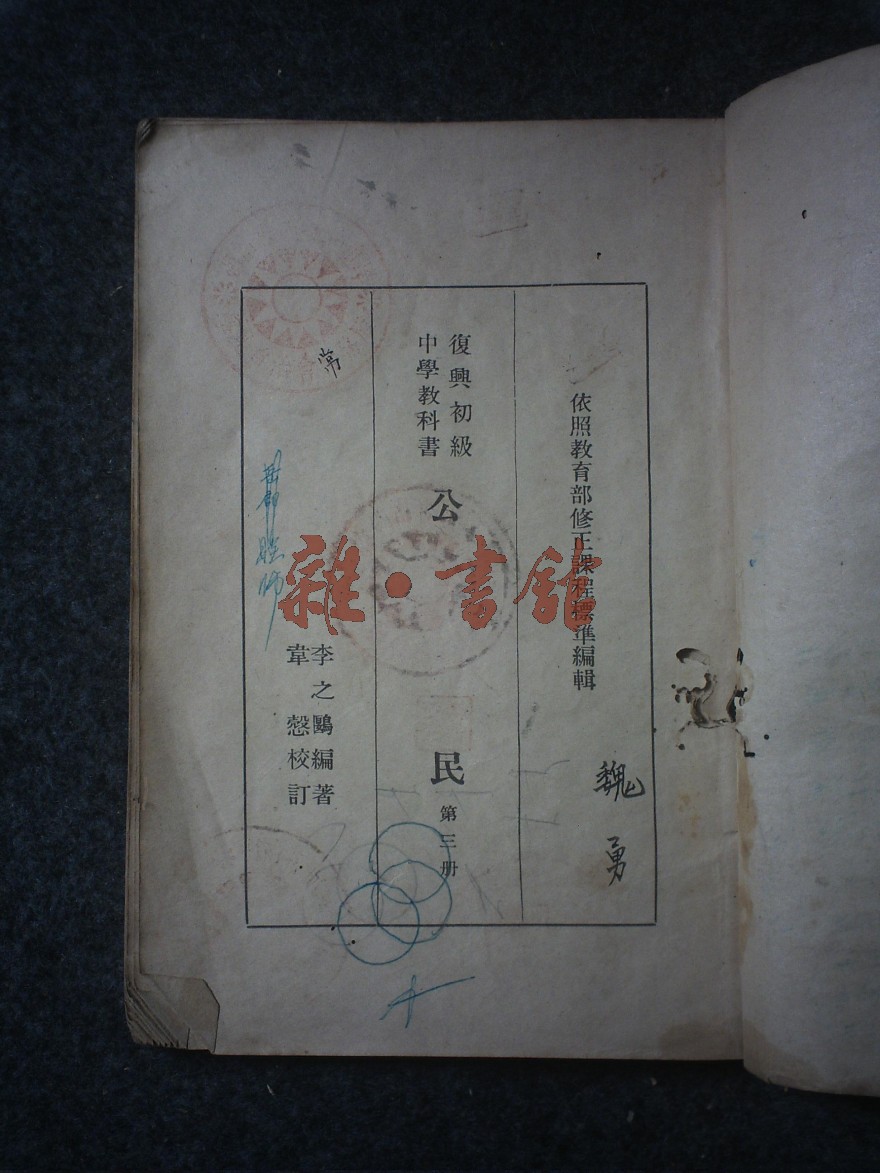 依照教育部修正課程標準編輯
魏勇
復興初級
中學教科書
公民
第三册
常
李之鷗編著
韋愨校訂
雜·書館